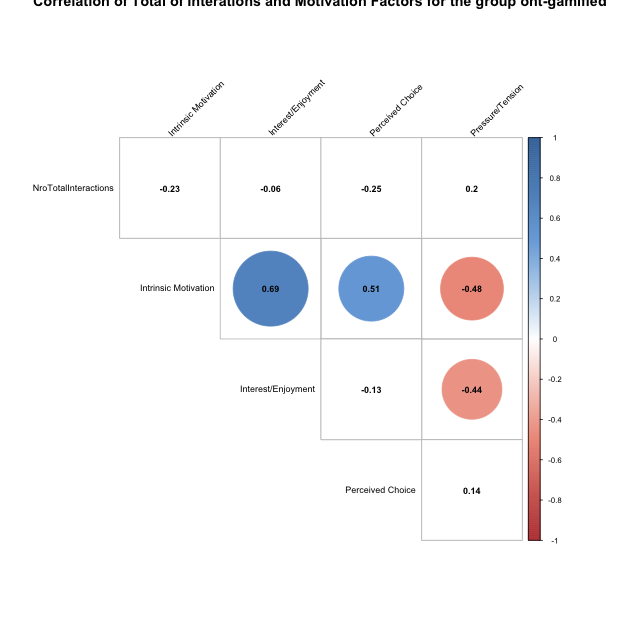 Correlation of Total of Interations and Motivation Factors for the group ont-gamified
Intrinsic Motivation
Interest/Enjoyment
Perceived Choice
Pressure/Tension
NroTotalInteractions -0.23 -0.06 -0.25 0.2
Intrinsic Motivation 0.69 0.51 -0.48
Interest/Enjoyment -0.13 -0.44
Perceived Choice 0.14
1
0.8
0.6
0.4
0.2
0
-0.2
-0.4
-0.6
-0.8
-1